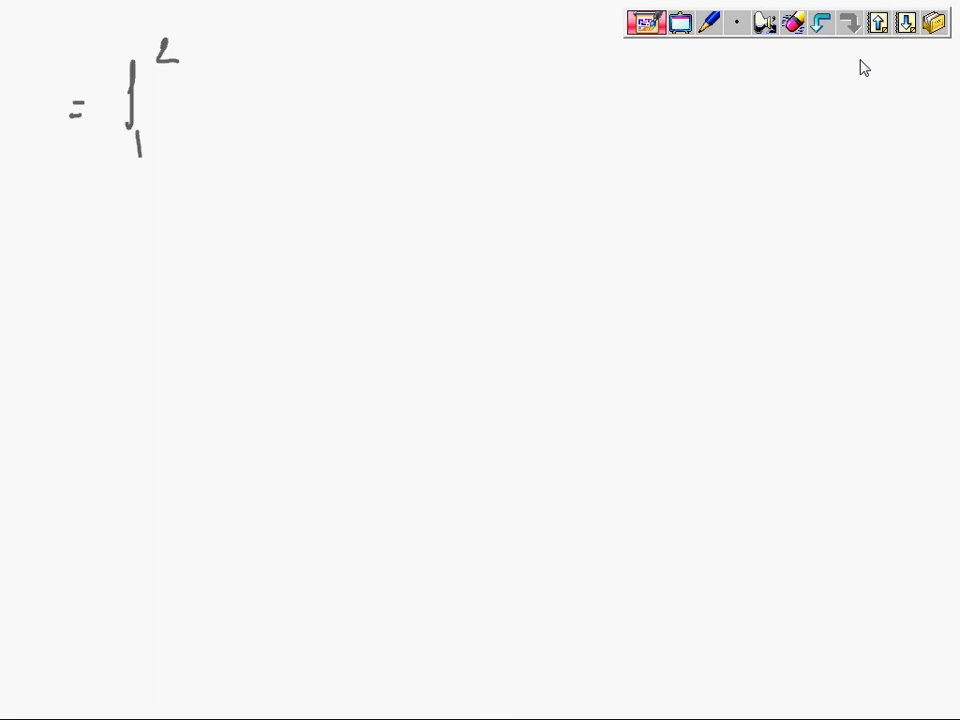 = ∫₁²